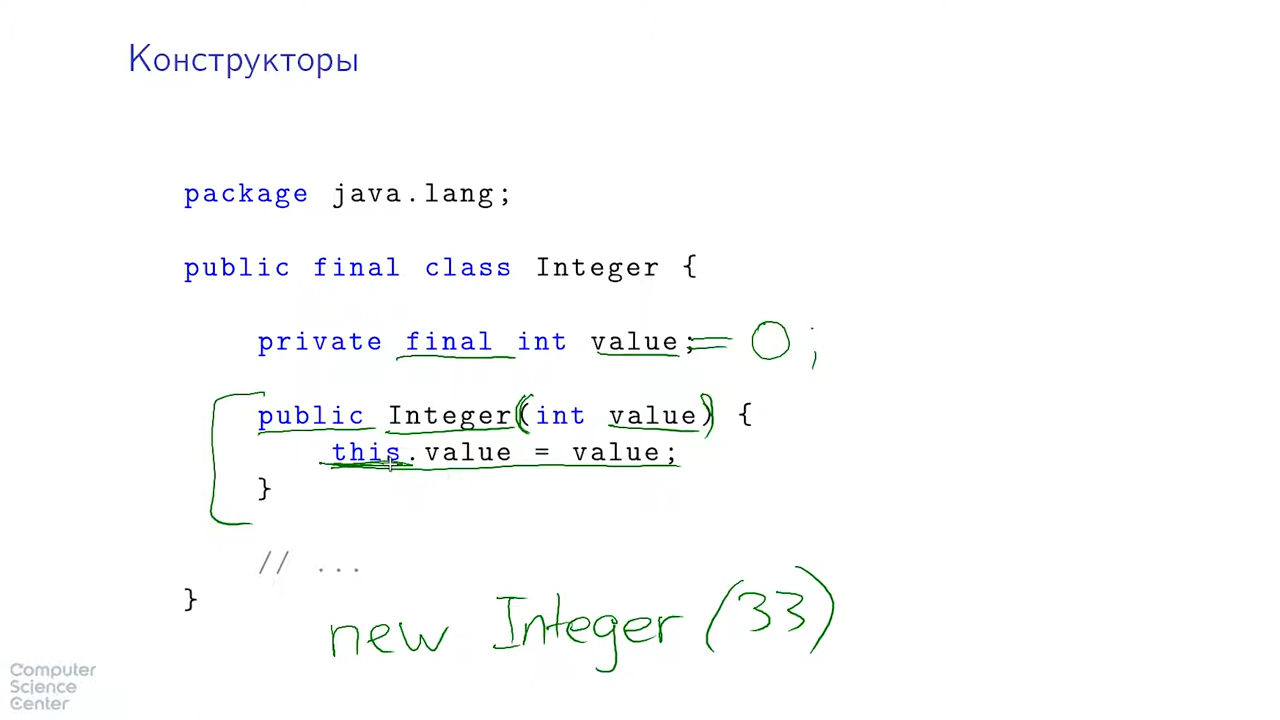 Конструкторы
package java.lang;
public final class Integer {
private final int value; = 0 ;
public Integer(int value) {
this.value = value;
}
// ...
}
new Integer (33)
Computer
Science
Center